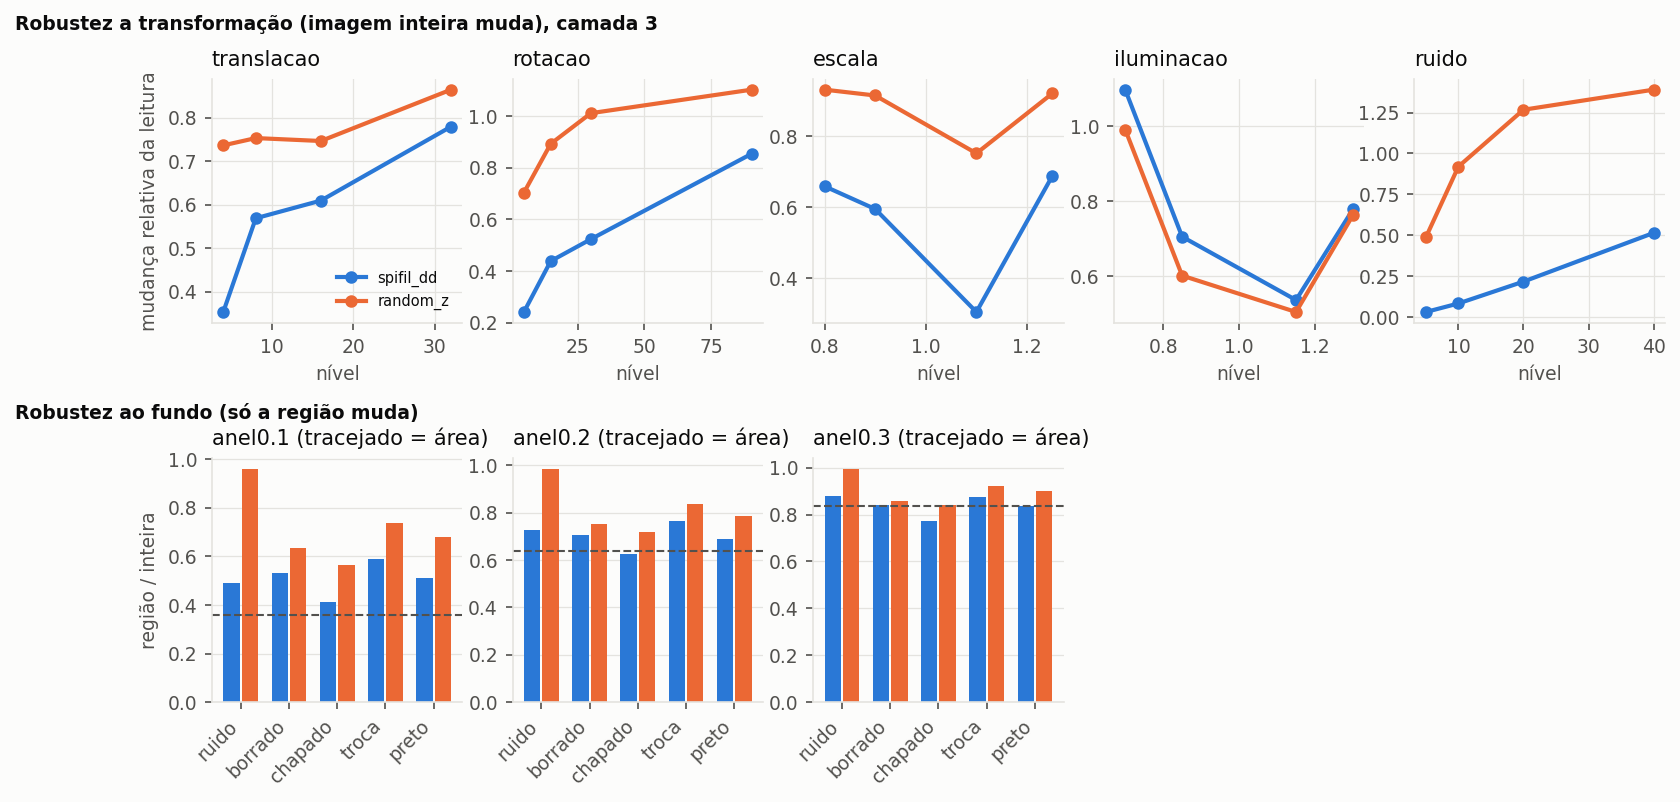 Robustez a transformação (imagem inteira muda), camada 3
translacao
rotacao
escala
iluminacao
ruido
mudança relativa da leitura
0.8
0.7
0.6
0.5
0.4
spifil_dd
random_z
10
20
30
nível
1.0
0.8
0.6
0.4
0.2
25
50
75
nível
0.8
0.6
0.4
0.8
1.0
1.2
nível
1.0
0.8
0.6
0.8
1.0
1.2
nível
1.25
1.00
0.75
0.50
0.25
0.00
10
20
30
40
nível
Robustez ao fundo (só a região muda)
anel0.1 (tracejado = área)
anel0.2 (tracejado = área)
anel0.3 (tracejado = área)
região / inteira
1.0
0.8
0.6
0.4
0.2
0.0
ruido
borrado
chapado
troca
preto
1.0
0.8
0.6
0.4
0.2
0.0
ruido
borrado
chapado
troca
preto
1.0
0.8
0.6
0.4
0.2
0.0
ruido
borrado
chapado
troca
preto